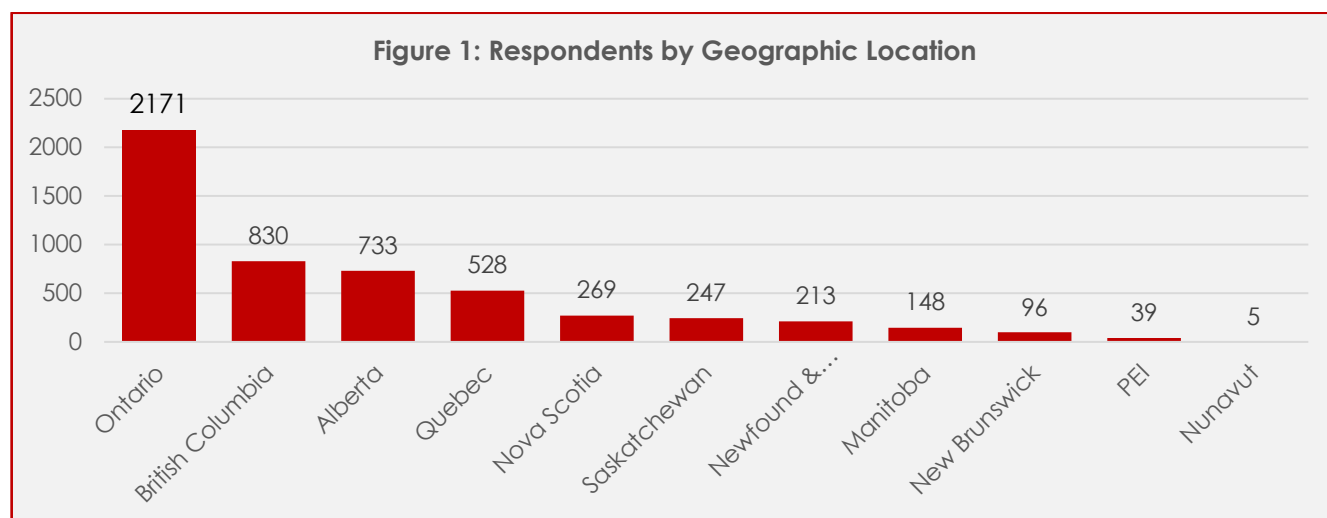 Figure 1: Respondents by Geographic Location
2500
2000
1500
1000
500
0
2171
830
733
528
269
247
213
148
96
39
5
Ontario
British Columbia
Alberta
Quebec
Nova Scotia
Saskatchewan
Newfound &...
Manitoba
New Brunswick
PEI
Nunavut